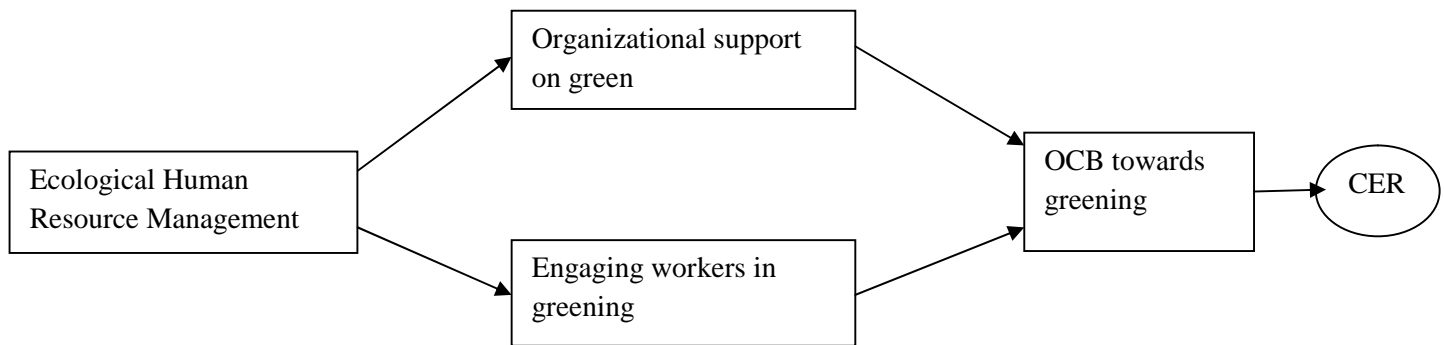 Organizational support
on green
Ecological Human
Resource Management
OCB towards
greening
CER
Engaging workers in
greening